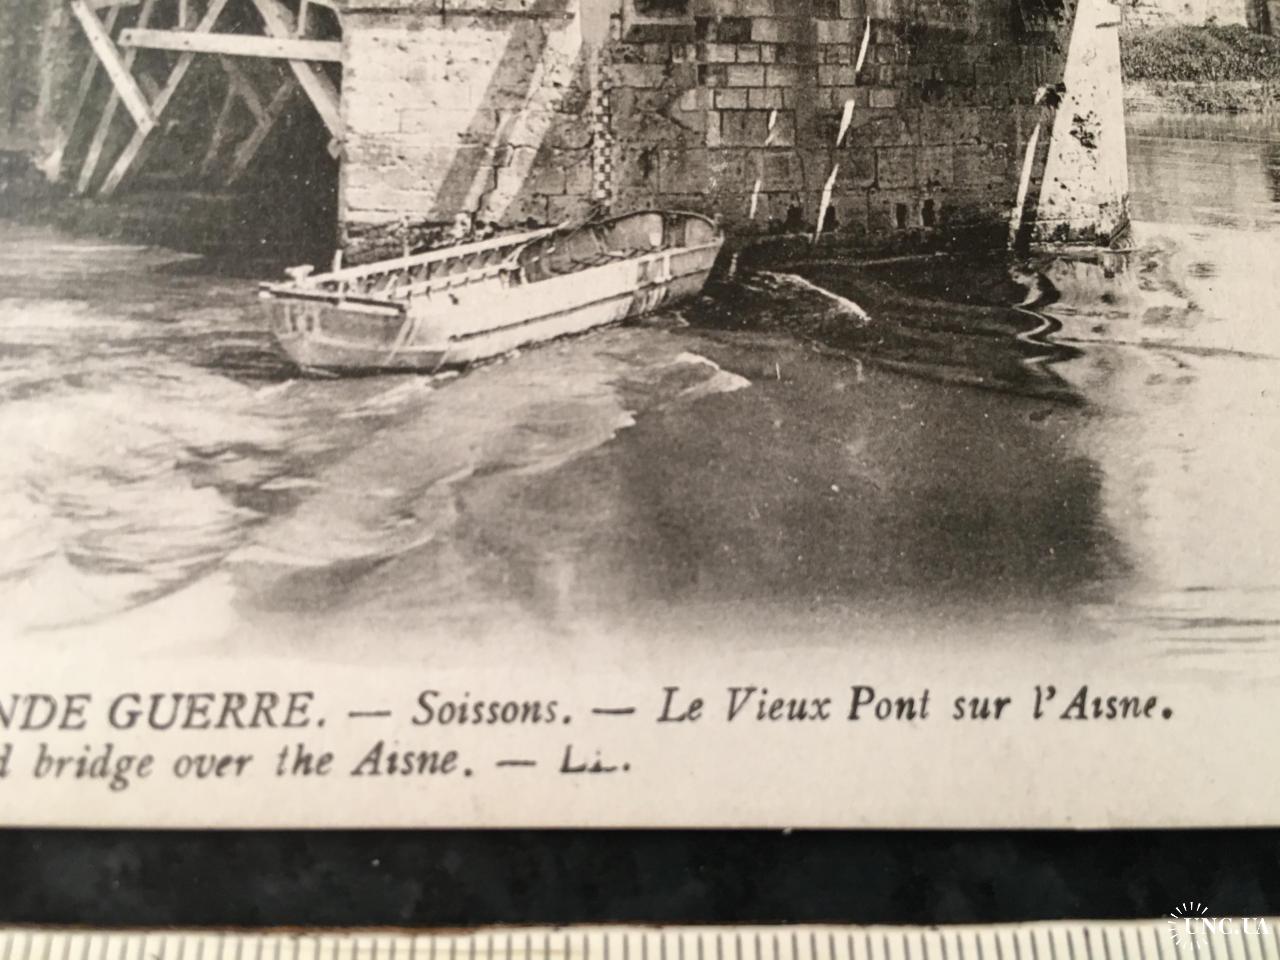 NDE GUERRE. — Soissons. — Le Vieux Pont sur l'Aisne.
d bridge over the Aisne. — LL.
UNC.UA